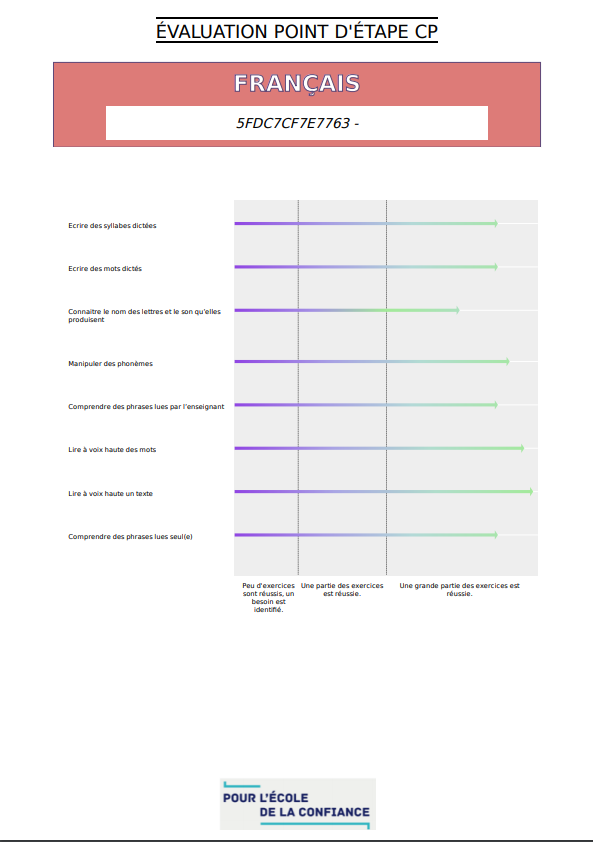 ÉVALUATION POINT D'ÉTAPE CP
FRANÇAIS
5FDC7CF7E7763 -
Ecrire des syllabes dictées
Ecrire des mots dictés
Connaitre le nom des lettres et le son qu'elles
produisent
Manipuler des phonèmes
Comprendre des phrases lues par l'enseignant
Lire à voix haute des mots
Lire à voix haute un texte
Comprendre des phrases lues seul(e)
Peu d'exercices
sont réussis, un
besoin est
identifié.
Une partie des exercices
est réussie.
Une grande partie des exercices est
réussie.
POUR L'ÉCOLE
DE LA CONFIANCE